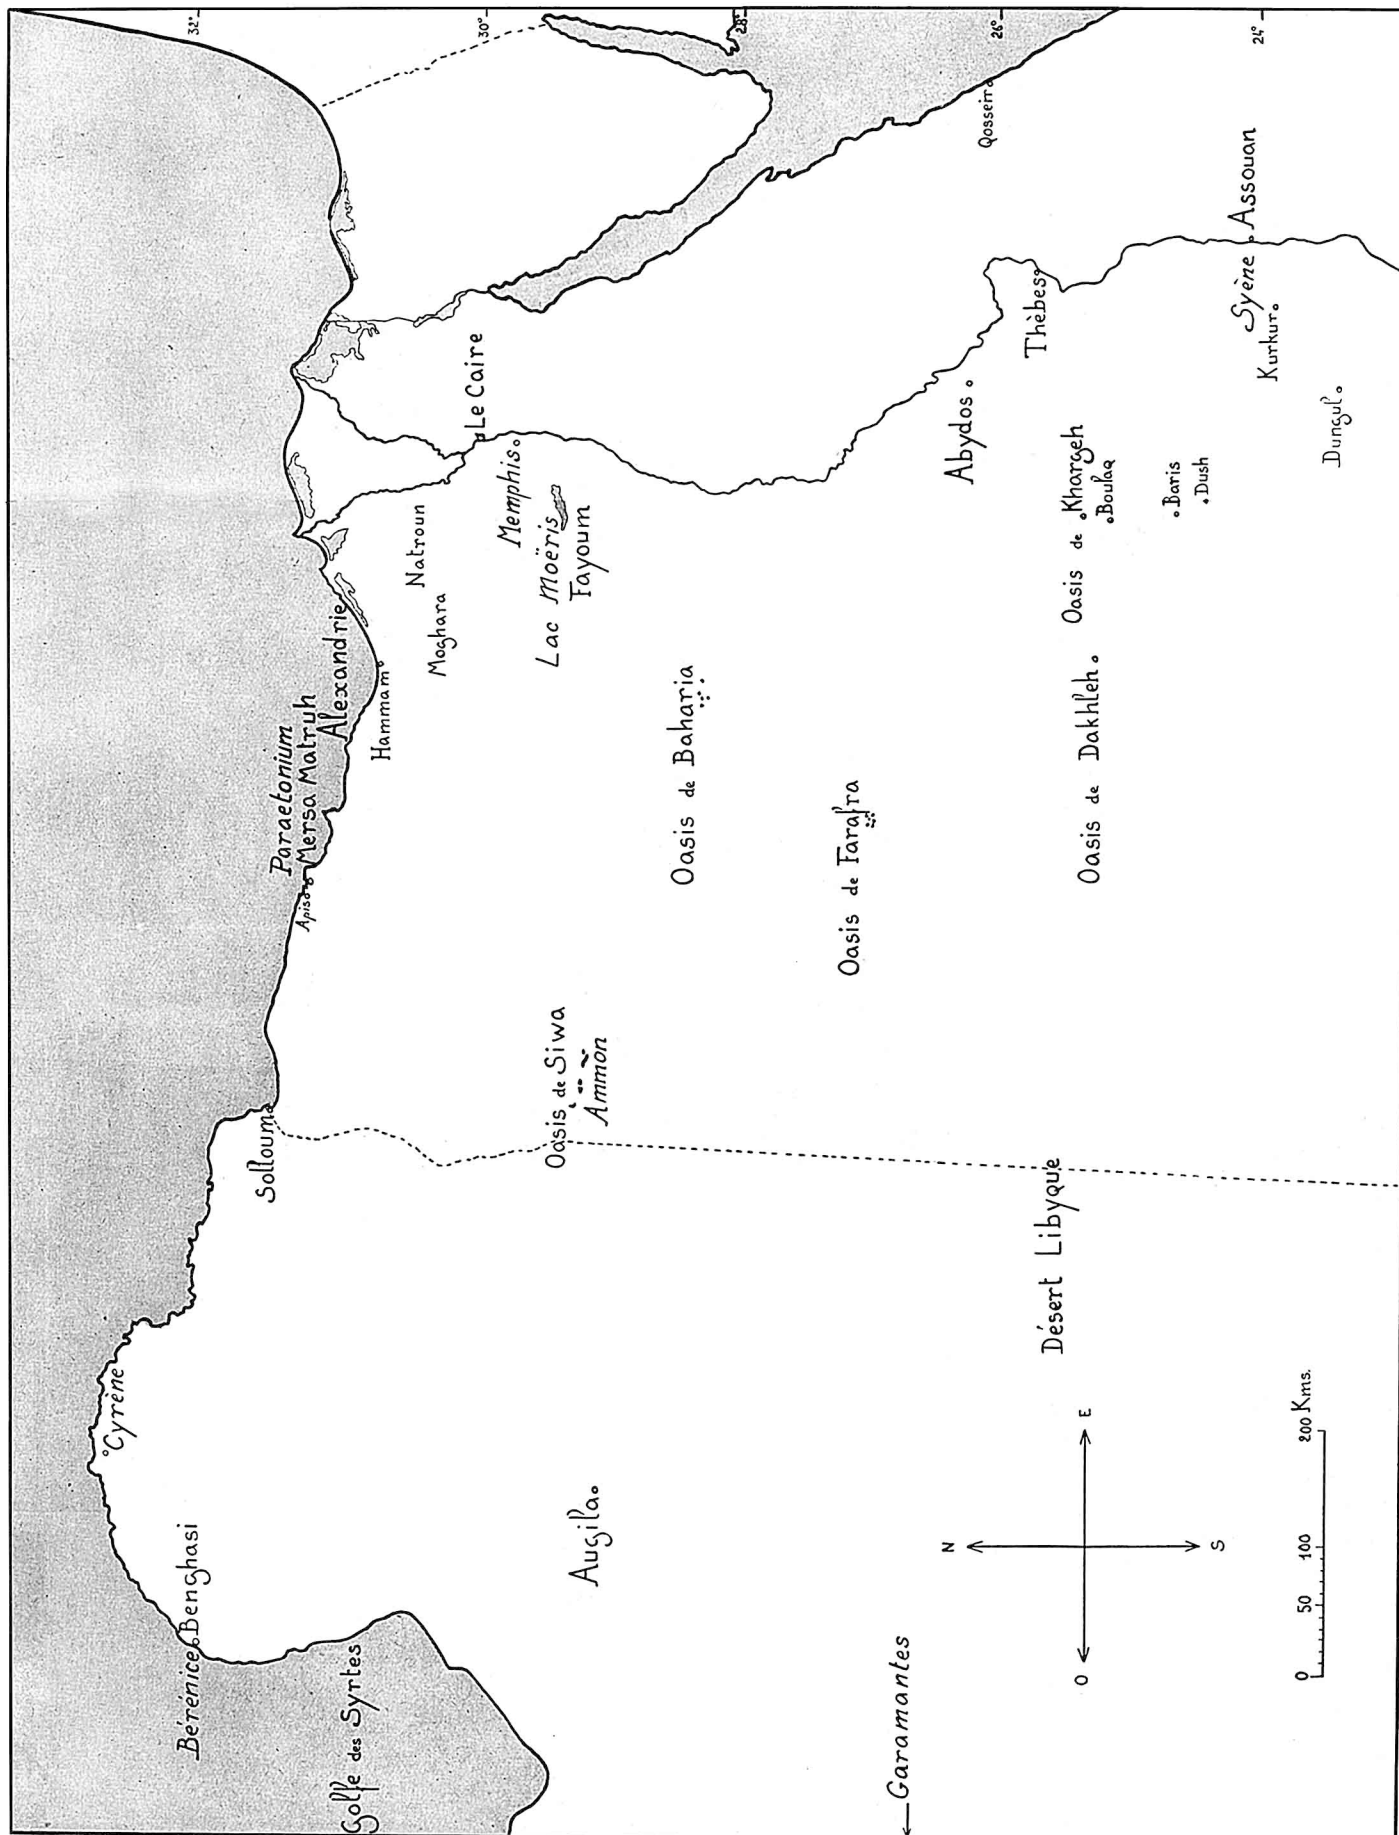 32°
30°
28°
26°
24°
Cyrène
Bérénice
Benghasi
Golfe des Syrtes
Solloum
Apis
Paraetonium
Mersa Matruh
Alexandrie
Hammam
Moghara
Natroun
Le Caire
Memphis
Lac Moëris
Fayoum
Oasis de Siwa
Ammon
Augila
Oasis de Baharia
Oasis de Farafra
← Garamantes
Qosseir
Abydos
Thèbes
Désert Libyque
Oasis de Dakhleh
Oasis de Khargeh
Boulaq
Baris
Dush
Syène
Assouan
Kurkur
Dungul
N
O
E
S
0
50
100
200 Kms.